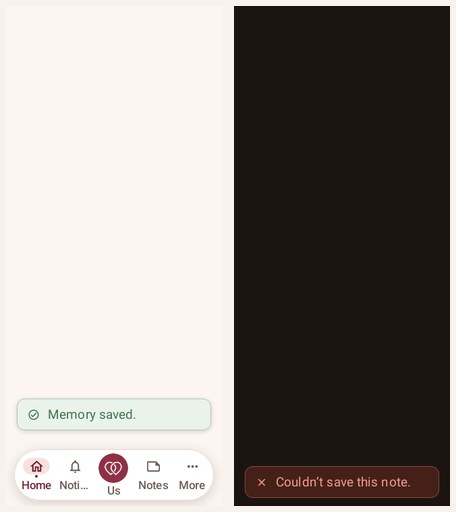 Memory saved.
Home
Noti...
Us
Notes
More
Couldn't save this note.